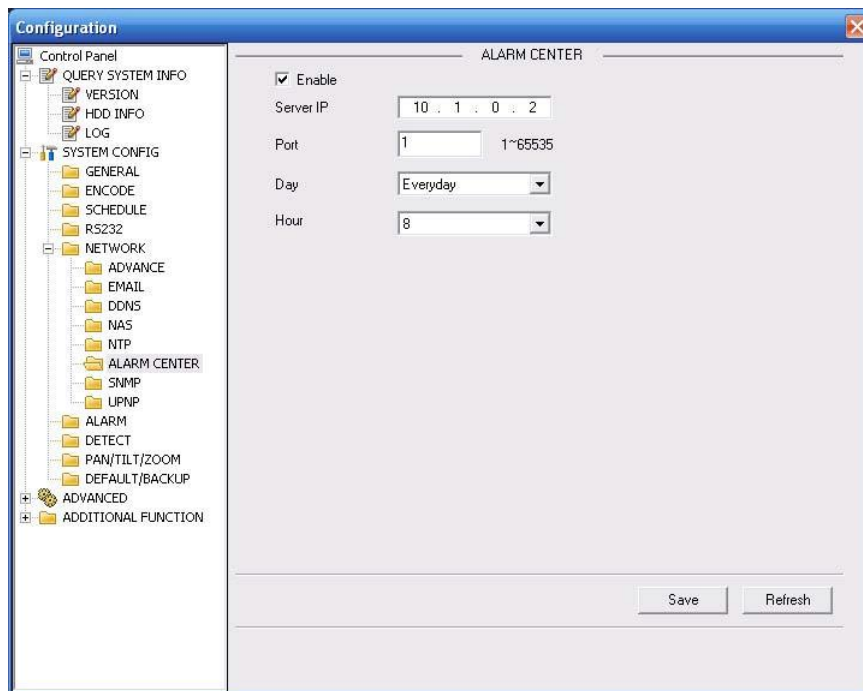 Configuration
Control Panel
QUERY SYSTEM INFO
VERSION
HDD INFO
LOG
SYSTEM CONFIG
GENERAL
ENCODE
SCHEDULE
RS232
NETWORK
ADVANCE
EMAIL
DDNS
NAS
NTP
ALARM CENTER
SNMP
UPNP
ALARM
DETECT
PAN/TILT/ZOOM
DEFAULT/BACKUP
ADVANCED
ADDITIONAL FUNCTION
ALARM CENTER
Enable
Server IP 10 . 1 . 0 . 2
Port 1 1~65535
Day Everyday
Hour 8
Save Refresh